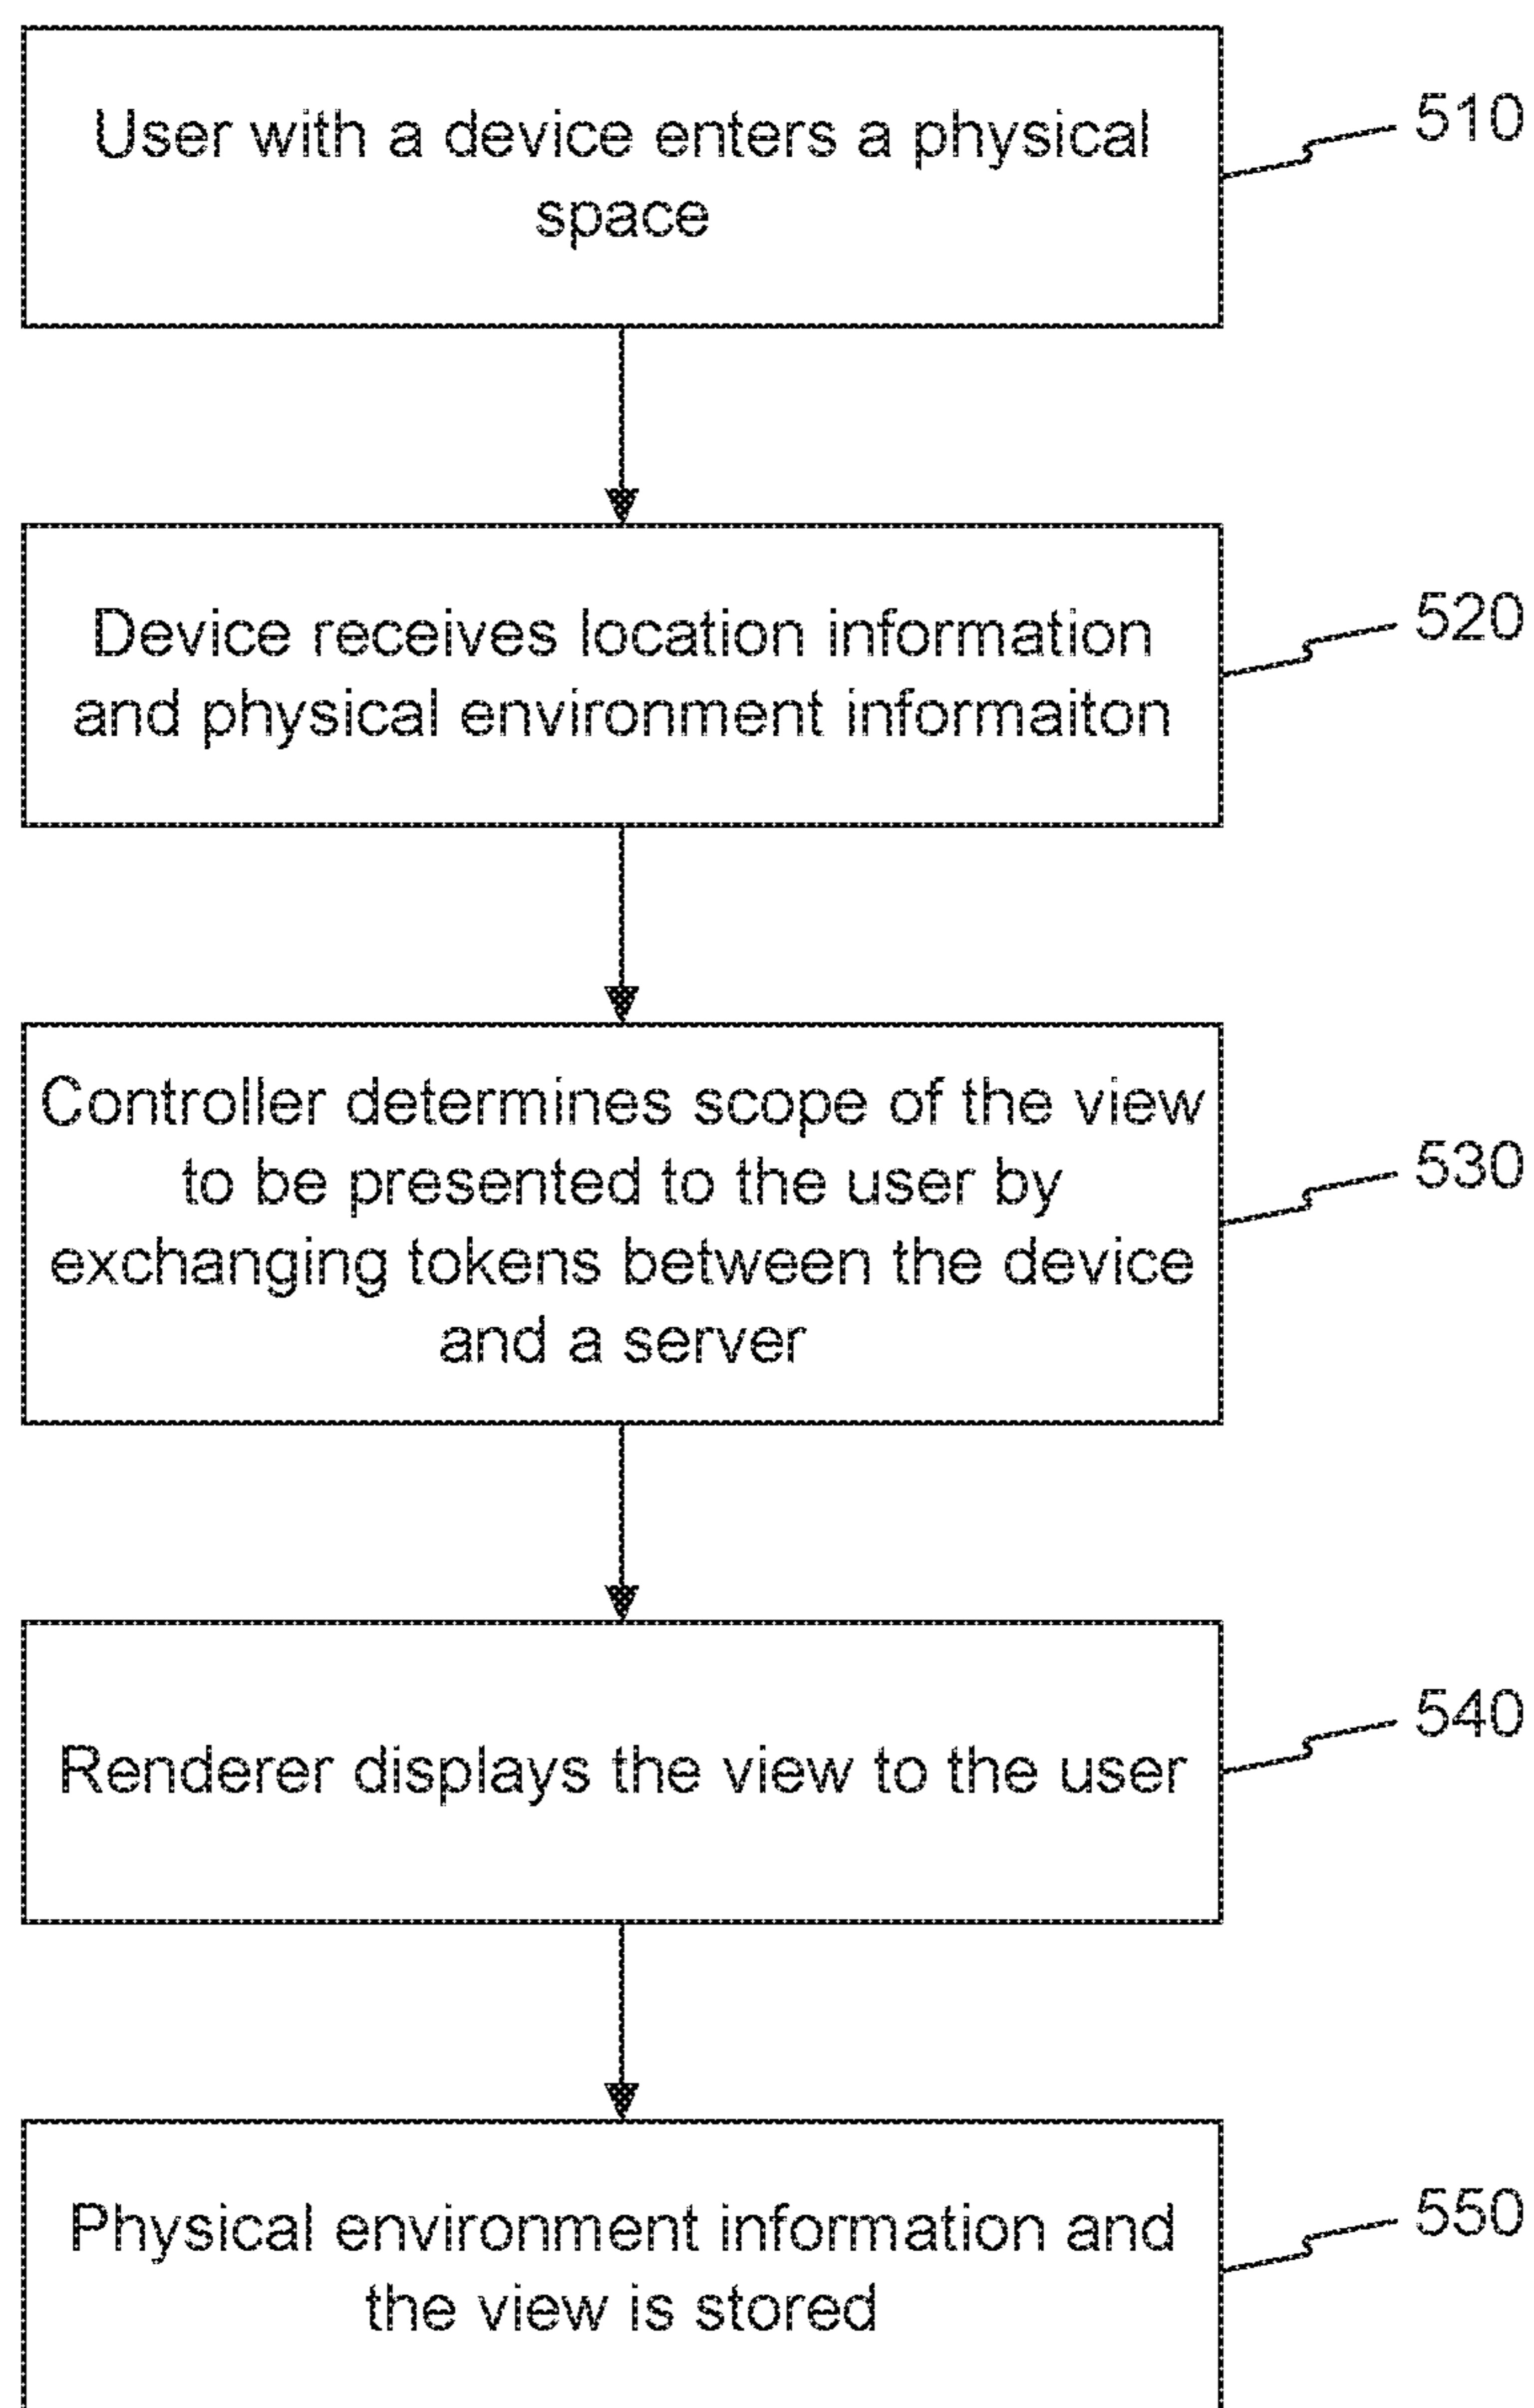 User with a device enters a physical
space
510
Device receives location information
and physical environment informaiton
520
Controller determines scope of the view
to be presented to the user by
exchanging tokens between the device
and a server
530
Renderer displays the view to the user
540
Physical environment information and
the view is stored
550